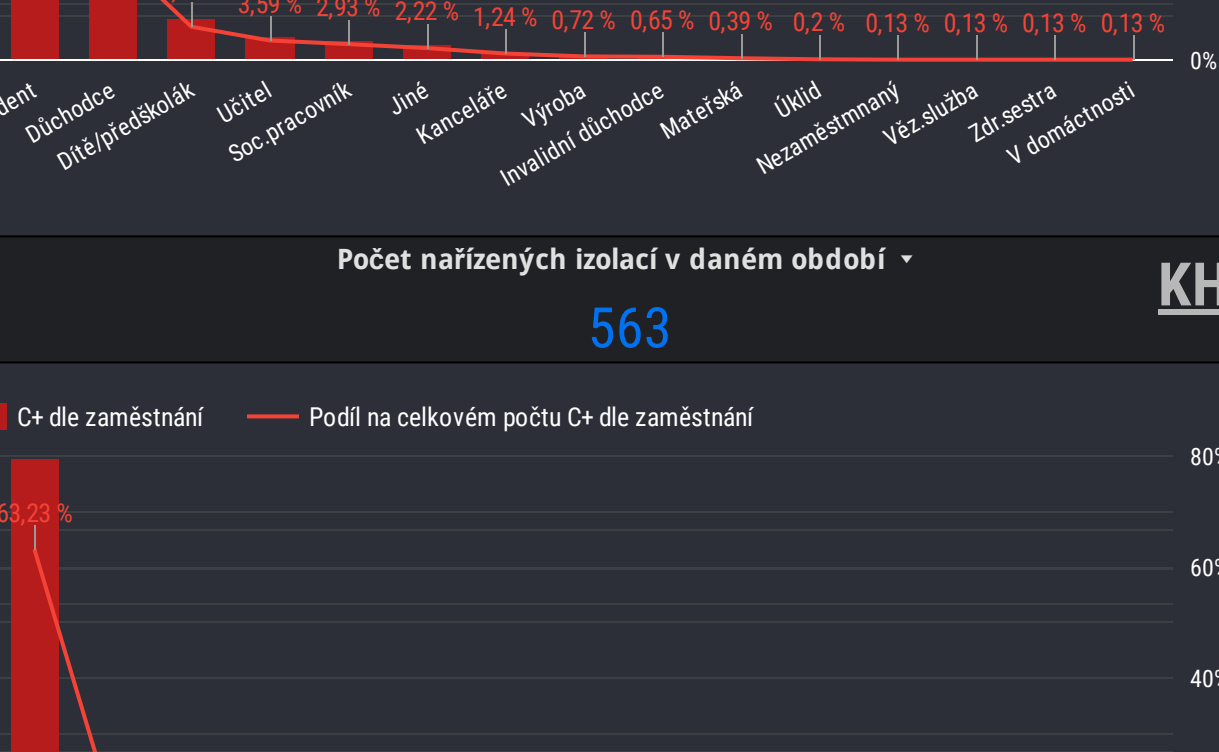 3,59 % 2,93 % 2,22 % 1,24 % 0,72 % 0,65 % 0,39 % 0,2 % 0,13 % 0,13 % 0,13 % 0,13 %
0%
dent
Důchodce
Dítě/předškolák
Učitel
Soc.pracovník
Jiné
Kanceláře
Výroba
Invalidní důchodce
Mateřská
Úklid
Nezaměstmnaný
Věz.služba
Zdr.sestra
V domáctnosti
Počet nařízených izolací v daném období
KH
563
C+ dle zaměstnání
Podíl na celkovém počtu C+ dle zaměstnání
80%
63,23 %
60%
40%